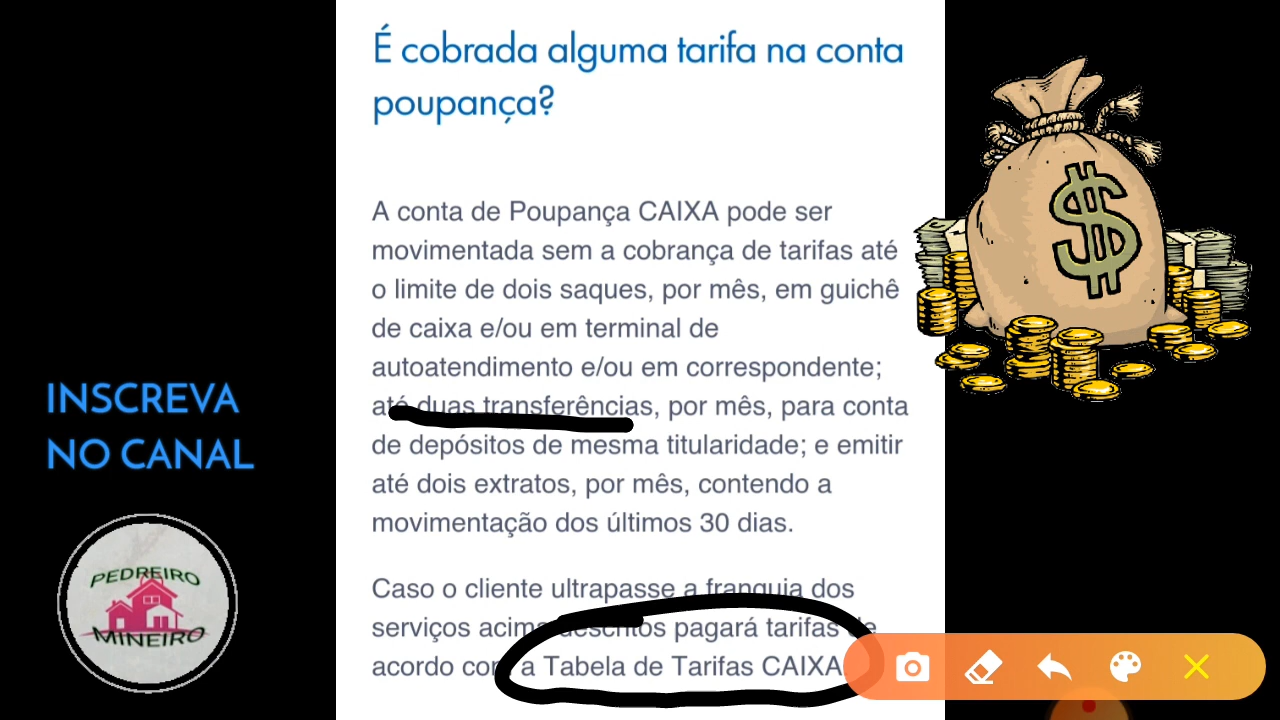 É cobrada alguma tarifa na conta
poupança?
A conta de Poupança CAIXA pode ser
movimentada sem a cobrança de tarifas até
o limite de dois saques, por mês, em guichê
de caixa e/ou em terminal de
autoatendimento e/ou em correspondente;
até duas transferências, por mês, para conta
de depósitos de mesma titularidade; e emitir
até dois extratos, por mês, contendo a
movimentação dos últimos 30 dias.
Caso o cliente ultrapasse a franquia dos
serviços acima descritos pagará tarifas de
acordo com a Tabela de Tarifas CAIXA.
INSCREVA
NO CANAL
PEDREIRO
MINEIRO
$